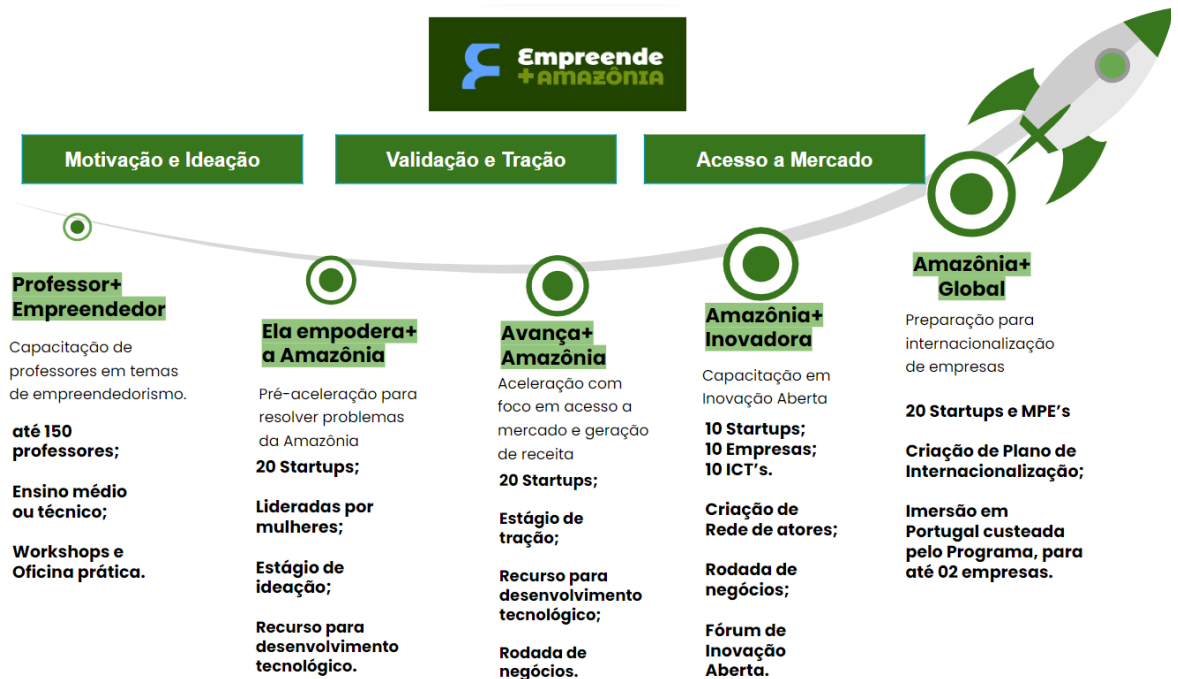 Empreende
+AMAZÔNIA
Motivação e Ideação
Validação e Tração
Acesso a Mercado
Professor+
Empreendedor
Capacitação de
professores em temas
de empreendedorismo.
até 150
professores;
Ensino médio
ou técnico;
Workshops e
Oficina prática.
Ela empodera+
a Amazônia
Pré-aceleração para
resolver problemas
da Amazônia
20 Startups;
Lideradas por
mulheres;
Estágio de
ideação;
Recurso para
desenvolvimento
tecnológico.
Avança+
Amazônia
Aceleração com
foco em acesso a
mercado e geração
de receita
20 Startups;
Estágio de
tração;
Recurso para
desenvolvimento
tecnológico;
Rodada de
negócios.
Amazônia+
Inovadora
Capacitação em
Inovação Aberta
10 Startups;
10 Empresas;
10 ICT’s.
Criação de
Rede de atores;
Rodada de
negócios;
Fórum de
Inovação
Aberta.
Amazônia+
Global
Preparação para
internacionalização
de empresas
20 Startups e MPE’s
Criação de Plano de
Internacionalização;
Imersão em
Portugal custeada
pelo Programa, para
até 02 empresas.